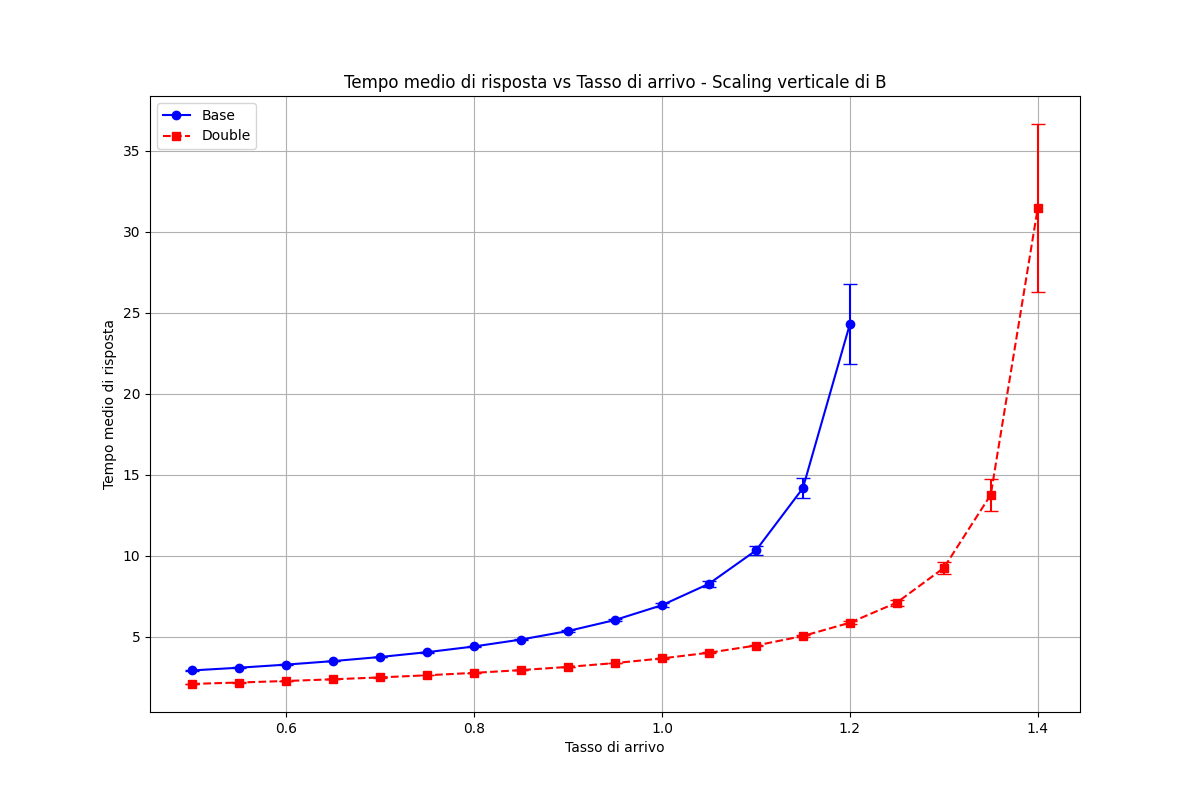 Tempo medio di risposta vs Tasso di arrivo - Scaling verticale di B
Base
Double
Tempo medio di risposta
35
30
25
20
15
10
5
0.6 0.8 1.0 1.2 1.4
Tasso di arrivo